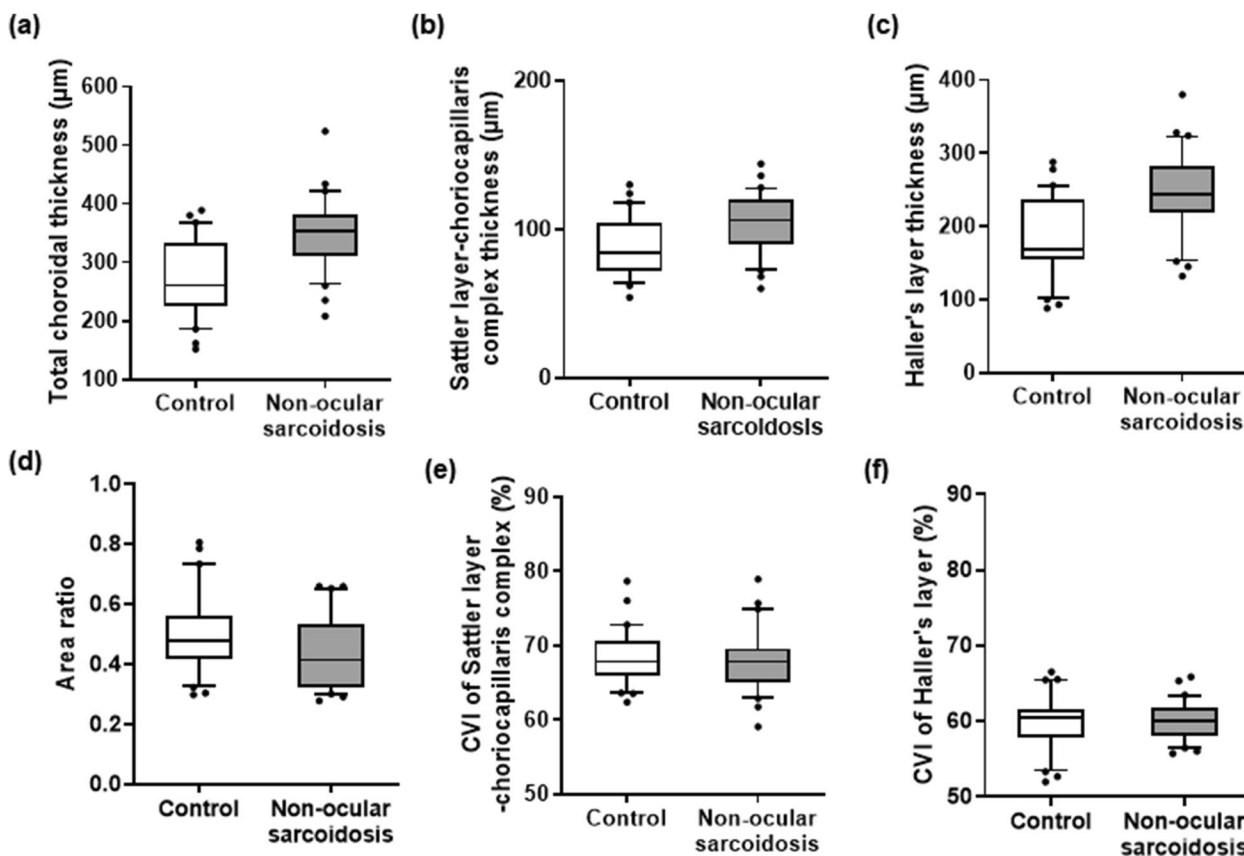 (a)
Total choroidal thickness (µm)
600
500
400
300
200
100
Control
Non-ocular
sarcoidosis
(b)
Sattler layer-choriocapillaris
complex thickness (µm)
200
100
0
Control
Non-ocular
sarcoldosls
(c)
Haller's layer thickness (µm)
400
300
200
100
0
Control
Non-ocular
sarcoidosis
(d)
Area ratio
1.0
0.8
0.6
0.4
0.2
0.0
Control
Non-ocular
sarcoidosis
(e)
CVI of Sattler layer
-choriocapillaris complex (%)
90
80
70
60
50
Control
Non-ocular
sarcoidosis
(f)
CVI of Haller's layer (%)
90
80
70
60
50
Control
Non-ocular
sarcoidosis